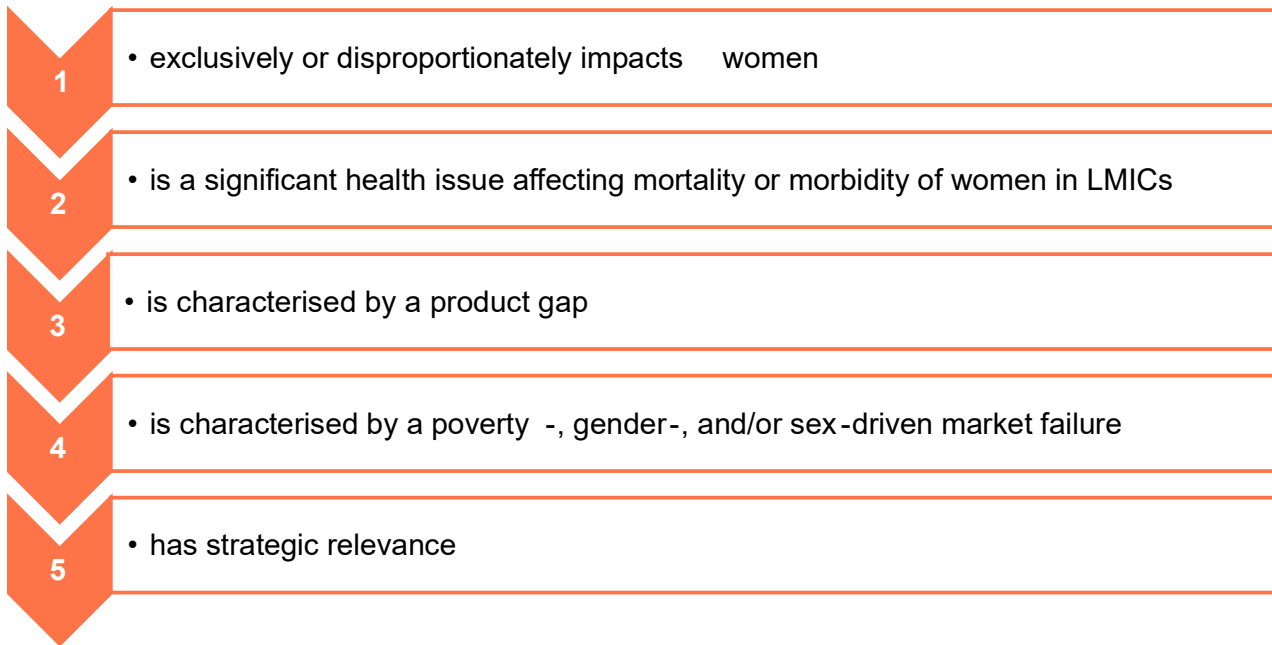 1
• exclusively or disproportionately impacts women
2
• is a significant health issue affecting mortality or morbidity of women in LMICs
3
• is characterised by a product gap
4
• is characterised by a poverty -, gender-, and/or sex-driven market failure
5
• has strategic relevance